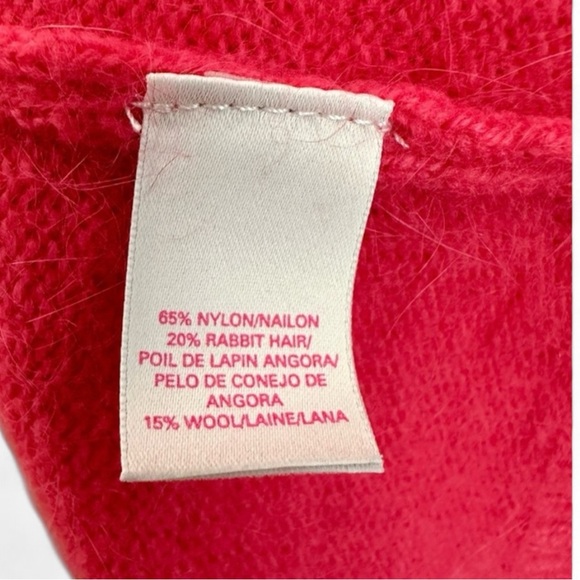 65% NYLON/NAILON
20% RABBIT HAIR/
POIL DE LAPIN ANGORA/
PELO DE CONEJO DE
ANGORA
15% WOOL/LAINE/LANA